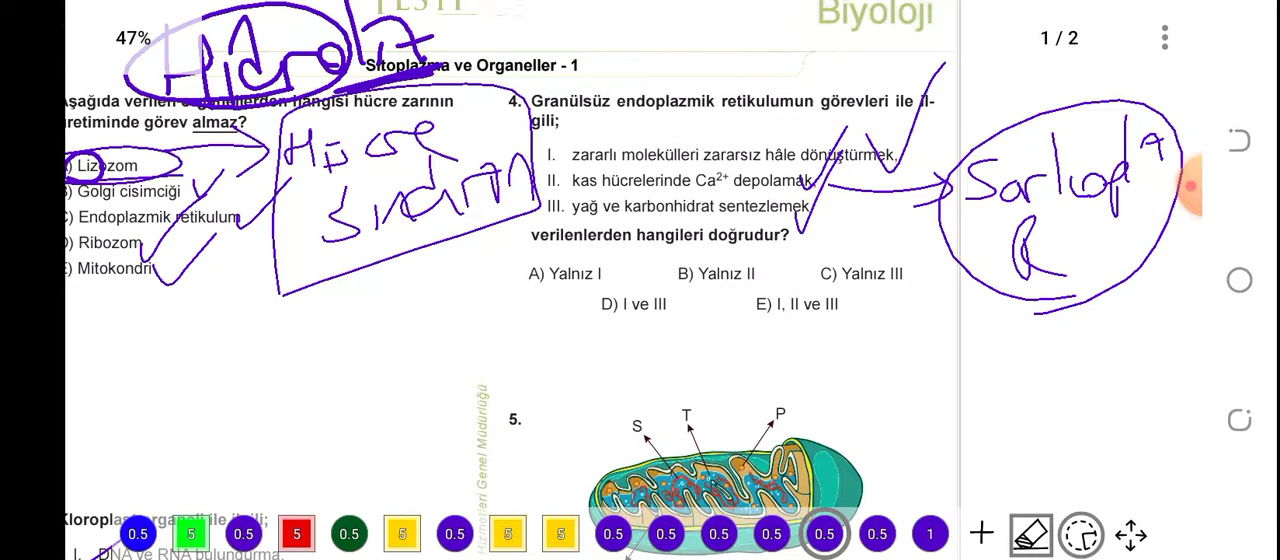 TESTİ
Biyoloji
47%
1 / 2
Hidroliz
Sitoplazma ve Organeller - 1
Aşağıda verilen organellerden hangisi hücre zarının
üretiminde görev almaz?
) Lizozom
B) Golgi cisimciği
C) Endoplazmik retikulum
D) Ribozom
E) Mitokondri
Hücre
Sindirim
4. Granülsüz endoplazmik retikulumun görevleri ile il-
gili;
I. zararlı molekülleri zararsız hâle dönüştürmek,
II. kas hücrelerinde Ca2+ depolamak,
III. yağ ve karbonhidrat sentezlemek
verilenlerden hangileri doğrudur?
A) Yalnız I B) Yalnız II C) Yalnız III
D) I ve III E) I, II ve III
R
Hizmetleri Genel Müdürlüğü
5.
S T P
Kloroplast organeli ile ilgili;
I. DNA ve RNA bulundurma.
0.5 5 0.5 5 0.5 5 0.5 5 5 0.5 0.5 0.5 0.5 0.5 0.5 1